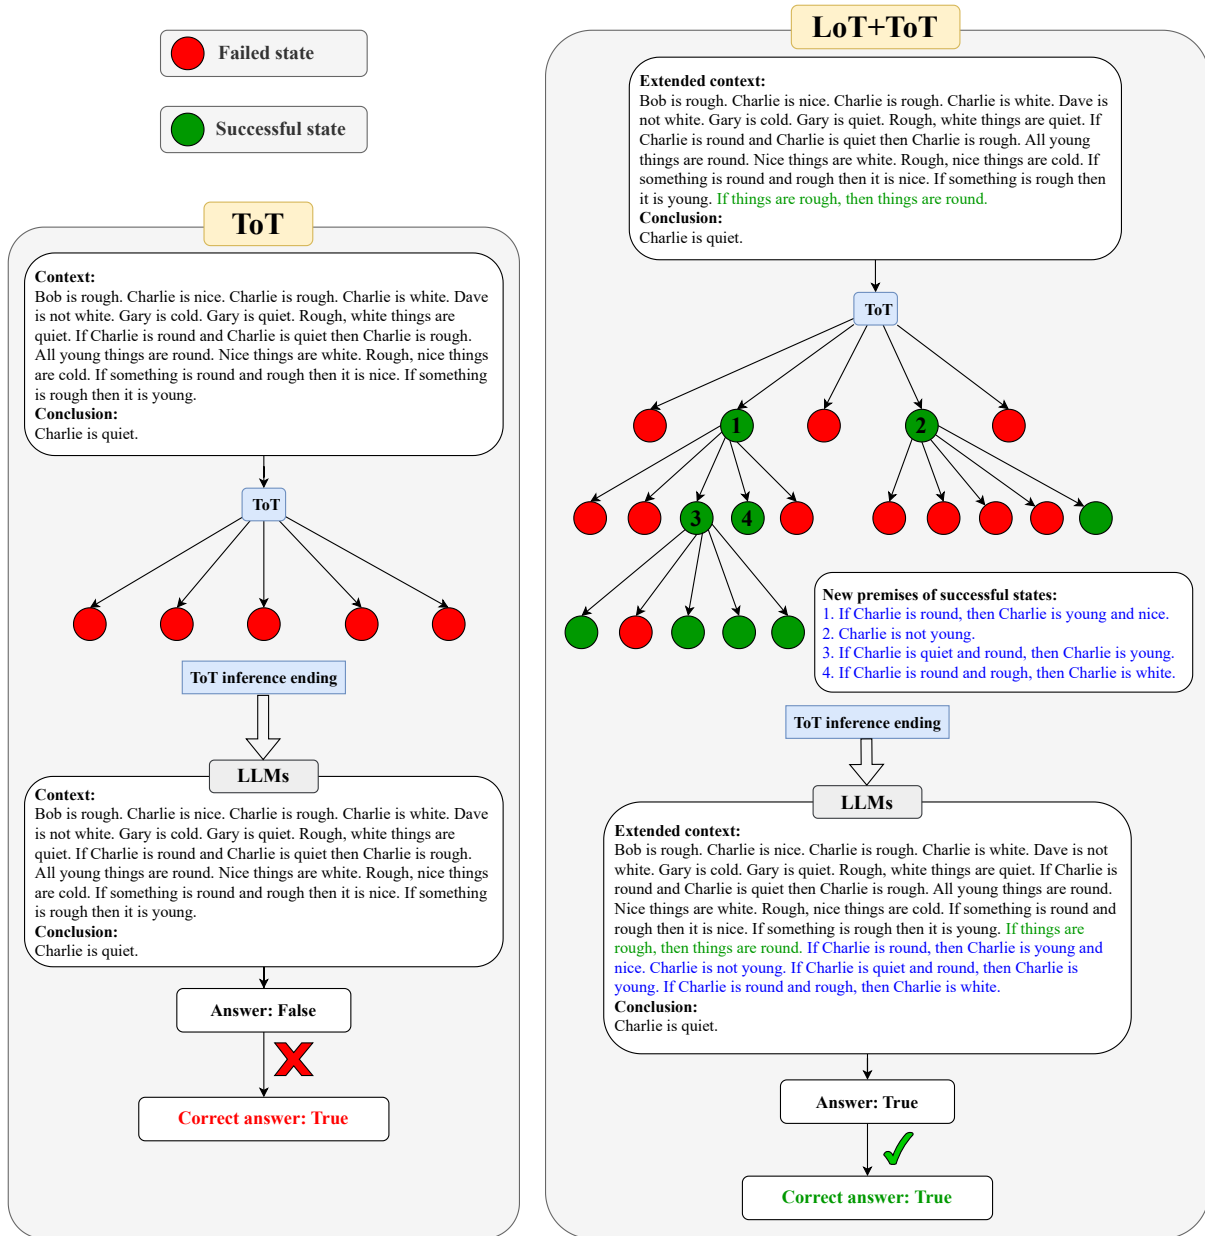 Failed state
Successful state
ToT
Context:
Bob is rough. Charlie is nice. Charlie is rough. Charlie is white. Dave
is not white. Gary is cold. Gary is quiet. Rough, white things are
quiet. If Charlie is round and Charlie is quiet then Charlie is rough.
All young things are round. Nice things are white. Rough, nice things
are cold. If something is round and rough then it is nice. If something
is rough then it is young.
Conclusion:
Charlie is quiet.
ToT
ToT inference ending
LLMs
Context:
Bob is rough. Charlie is nice. Charlie is rough. Charlie is white. Dave
is not white. Gary is cold. Gary is quiet. Rough, white things are
quiet. If Charlie is round and Charlie is quiet then Charlie is rough.
All young things are round. Nice things are white. Rough, nice things
are cold. If something is round and rough then it is nice. If something
is rough then it is young.
Conclusion:
Charlie is quiet.
Answer: False
Correct answer: True
LoT+ToT
Extended context:
Bob is rough. Charlie is nice. Charlie is rough. Charlie is white. Dave is
not white. Gary is cold. Gary is quiet. Rough, white things are quiet. If
Charlie is round and Charlie is quiet then Charlie is rough. All young
things are round. Nice things are white. Rough, nice things are cold. If
something is round and rough then it is nice. If something is rough then
it is young. If things are rough, then things are round.
Conclusion:
Charlie is quiet.
ToT
1
2
3
4
New premises of successful states:
1. If Charlie is round, then Charlie is young and nice.
2. Charlie is not young.
3. If Charlie is quiet and round, then Charlie is young.
4. If Charlie is round and rough, then Charlie is white.
ToT inference ending
LLMs
Extended context:
Bob is rough. Charlie is nice. Charlie is rough. Charlie is white. Dave is not
white. Gary is cold. Gary is quiet. Rough, white things are quiet. If Charlie is
round and Charlie is quiet then Charlie is rough. All young things are round.
Nice things are white. Rough, nice things are cold. If something is round and
rough then it is nice. If something is rough then it is young. If things are
rough, then things are round. If Charlie is round, then Charlie is young and
nice. Charlie is not young. If Charlie is quiet and round, then Charlie is
young. If Charlie is round and rough, then Charlie is white.
Conclusion:
Charlie is quiet.
Answer: True
Correct answer: True